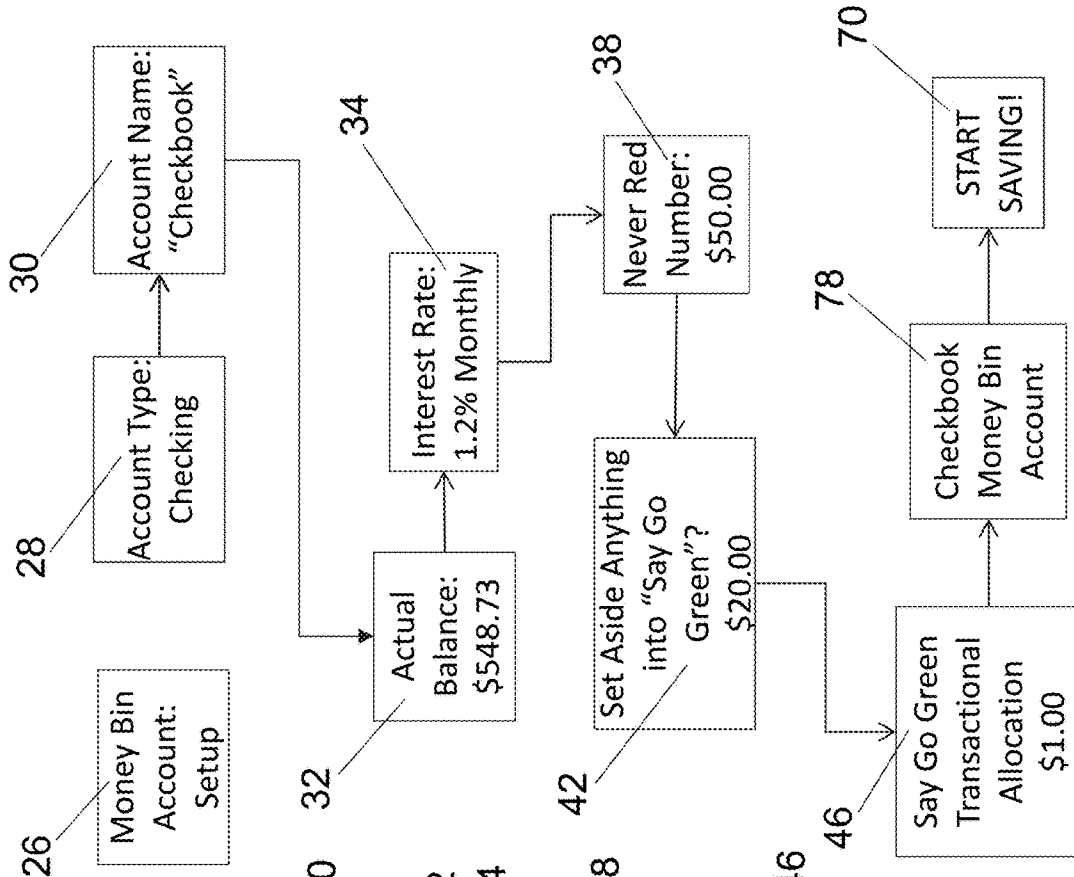 26
Money Bin
Account:
Setup
28
Account Type:
Checking
30
Account Name:
“Checkbook”
32
Actual
Balance:
$548.73
34
Interest Rate:
1.2% Monthly
38
Never Red
Number:
$50.00
42
Set Aside Anything
into “Say Go
Green”?
$20.00
46
Say Go Green
Transactional
Allocation
$1.00
78
Checkbook
Money Bin
Account
70
START
SAVING!